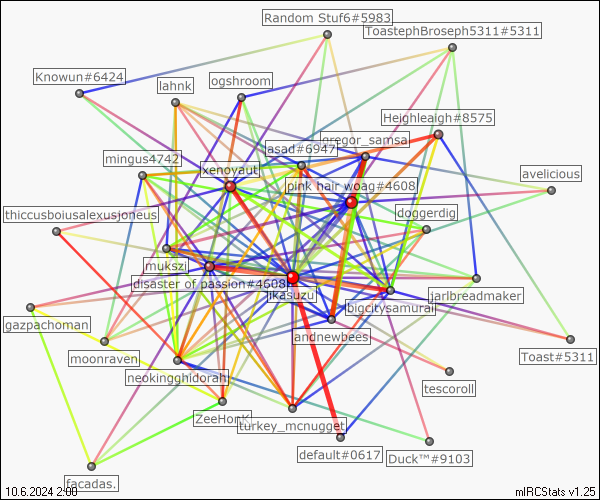 Random Stuf6#5983
ToastephBroseph5311#5311
Knowun#6424
lahnk
ogshroom
Heighleaigh#8575
gregor_samsa
asad#6947
mingus4742
xenoyauti
pink hair woag#4608
avelicious
thiccusboiusalexusjoneus
doggerdig
mukszi
disaster of passion#4608
jkasuzu
jarlbreadmaker
bigcitysamurai
gazpachoman
andnewbees
moonraven
Toast#5311
neokingghidorah
tescoroll
ZeeHonK
turkey_mcnugget
default#0617
Duck™#9103
facadas.
10.6.2024 2:00
mIRCStats v1.25